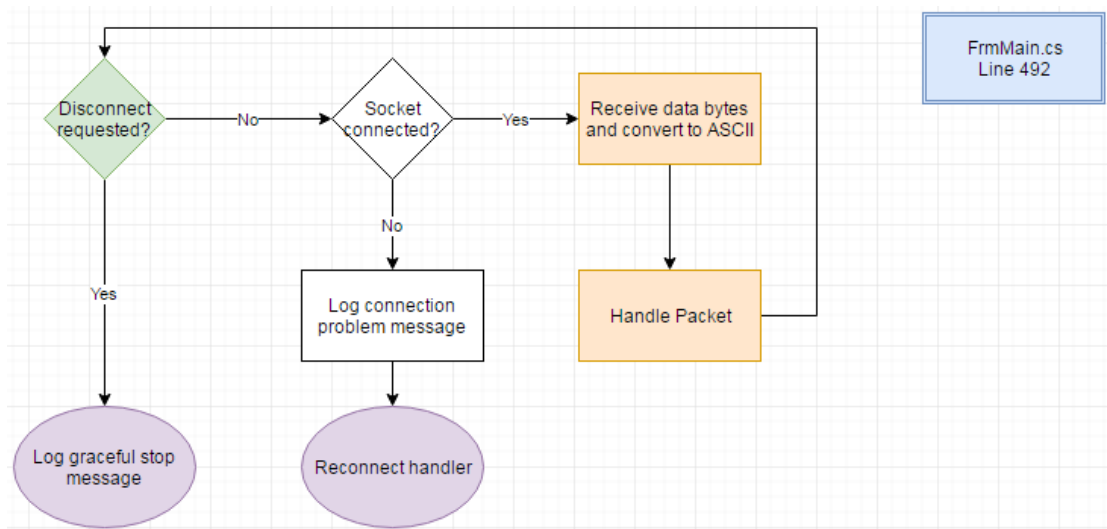 FrmMain.cs
Line 492
Disconnect
requested?
No
Socket
connected?
Yes
Receive data bytes
and convert to ASCII
No
Yes
Log connection
problem message
Handle Packet
Log graceful stop
message
Reconnect handler